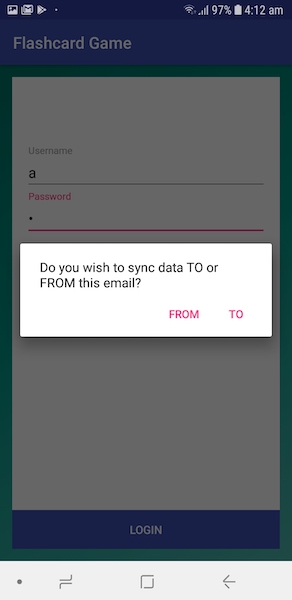 97% 4:12 am
Flashcard Game
Username
a
Password
Do you wish to sync data TO or
FROM this email?
FROM TO
LOGIN